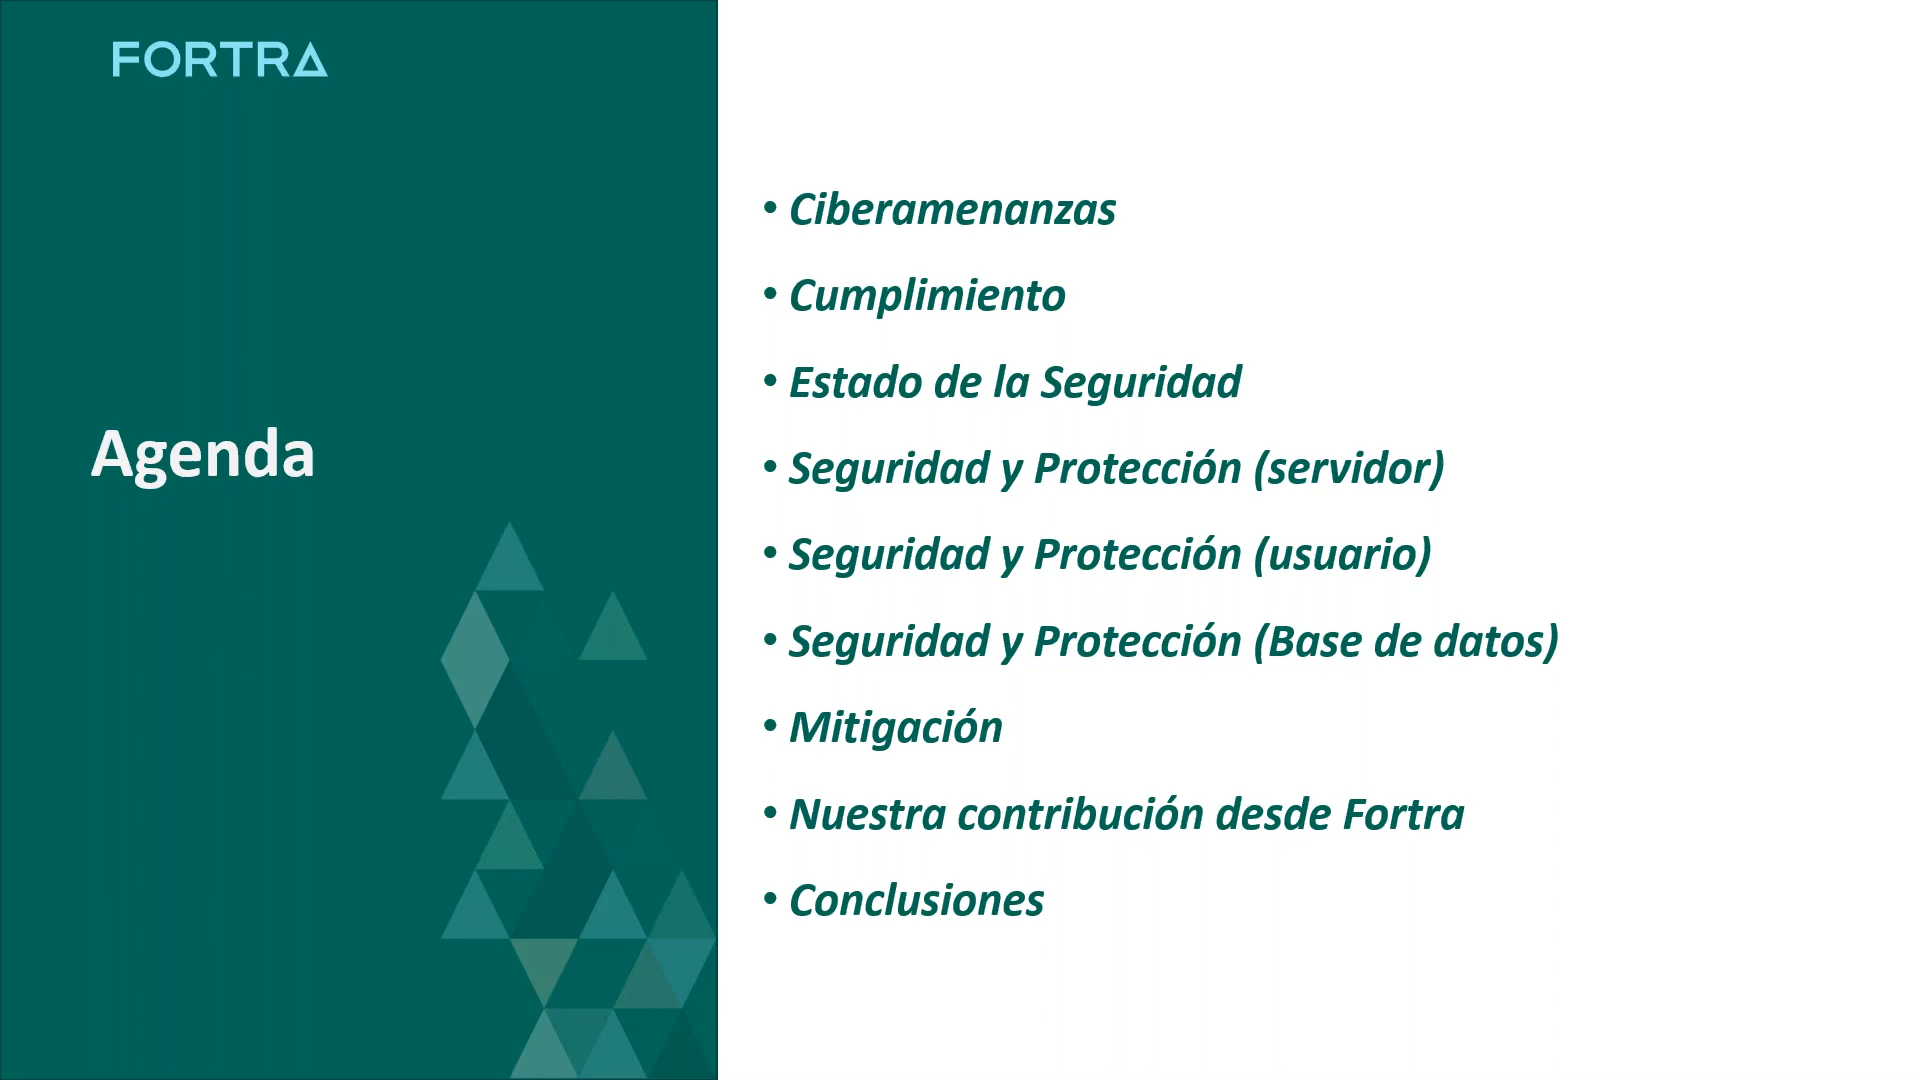 FORTRA
Agenda
• Ciberamenanzas
• Cumplimiento
• Estado de la Seguridad
• Seguridad y Protección (servidor)
• Seguridad y Protección (usuario)
• Seguridad y Protección (Base de datos)
• Mitigación
• Nuestra contribución desde Fortra
• Conclusiones